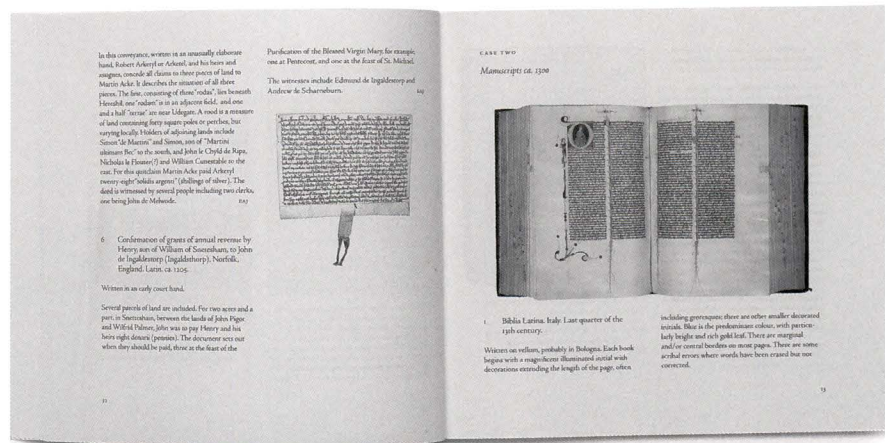 In this conveyance, written in an unusually elaborate
hand, Robert Arkeryl or Arketel, and his heirs and
assignes, concede all claims to three pieces of land to
Martin Acke. It describes the situation of all three
pieces. The first, consisting of three "rodas", lies beneath
one "rodam" is in an adjacent field, and one
and a half "terrae" are near Udegate. A rood is a measure
of land containing forty square poles or perches, but
varying locally. Holders of adjoining lands include
Simon "de Martini" and Simon, son of "Martini
to the south, and John le Chyld de Ripa,
Nicholas le (?) and William Canestable to the
east. For this quitclaim Martin Acke paid Arkeryl
twenty-eight "solidis argenti" (shillings of silver). The
deed is witnessed by several people including two clerks,
one being John de Melwode.
6 Confirmation of grants of annual revenue by
Henry, son of William of Snetesham, to John
de Ingaldestorp (Ingaldsthorp), Norfolk,
England. Latin. ca. 1205.
Written in an early court hand.
Several parcels of land are included. For two acres and a
part, in Snetesham, between the lands of John Pigot
and Wilfrid Palmer, John was to pay Henry and his
heirs eight denarii (pennies). The document sets out
when they should be paid, three at the feast of the
Purification of the Blessed Virgin Mary, for example,
one at Pentecost, and one at the feast of St. Michael.
The witnesses include Edmund de Ingaldestorp and
Andrew de Scharneburn.
CASE TWO
Manuscripts ca. 1300
1 Biblia Latina. Italy. Last quarter of the
13th century.
Written on vellum, probably in Bologna. Each book
begins with a magnificent illuminated initial with
decorations extending the length of the page, often
including grotesques; there are other smaller decorated
initials. Blue is the predominant colour, with particu-
larly bright and rich gold leaf. There are marginal
and/or central borders on most pages. There are some
scribal errors where words have been erased but not
corrected.